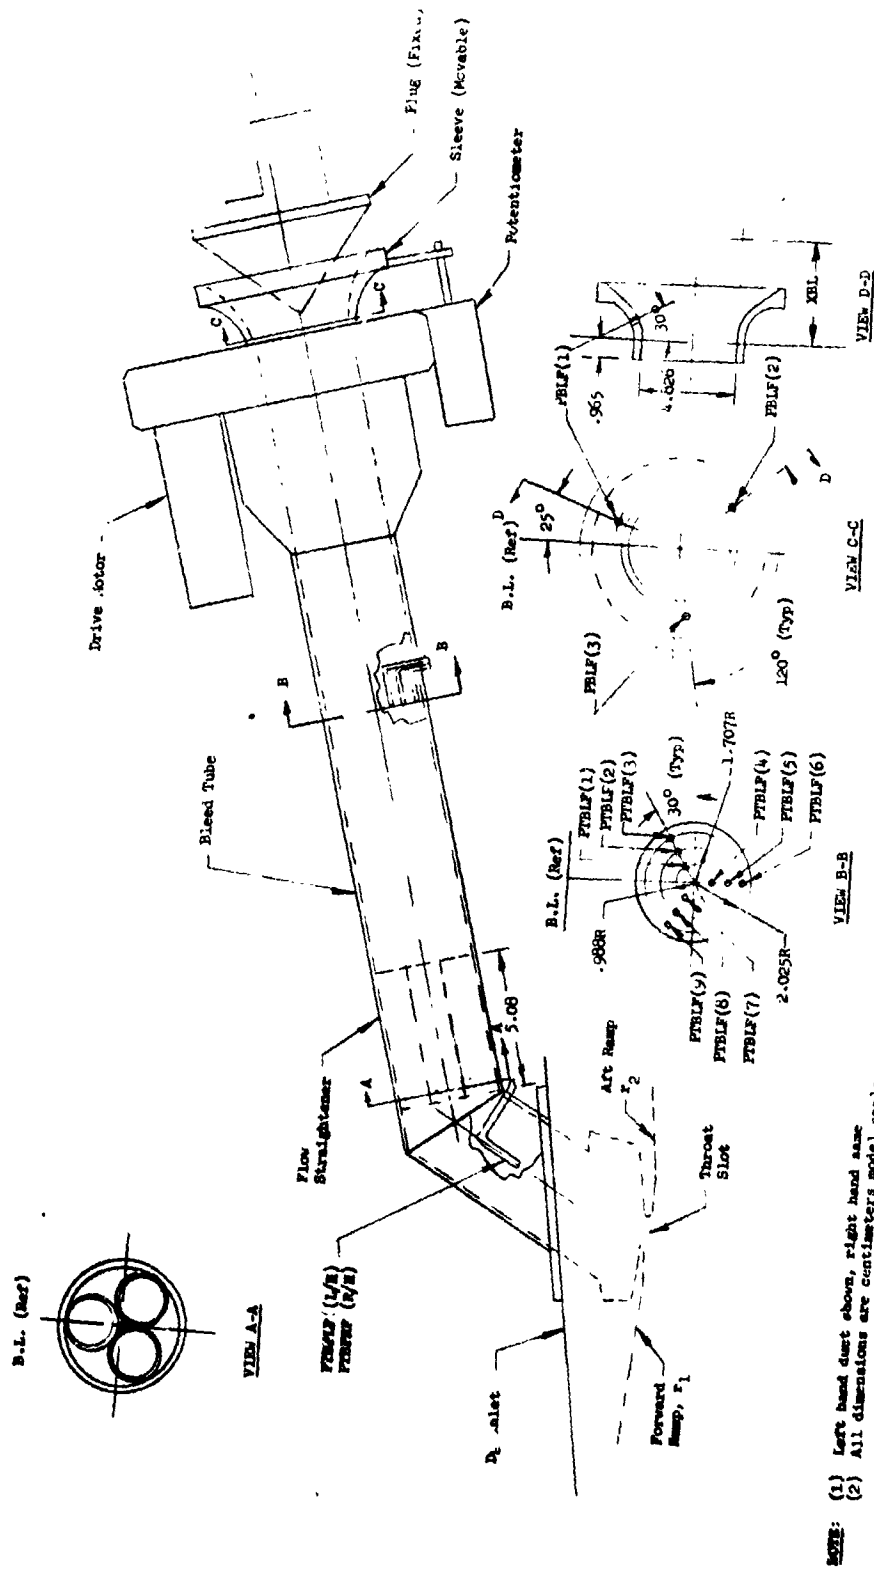 B.L. (Ref)
VIEW A-A
Drive
Bleed Tube
Flow
Straightener
(L/H)
(R/H)
A
A
5.08
B
B
C
C
Plug
Sleeve (Movable)
Potentiometer
Forward
Ramp, r1
Throat
Slot
Aft Ramp
r2
B.L. (Ref)
.988R
PTBLF(1)
PTBLF(2)
PTBLF(3)
30° (Typ)
1.707R
PTBLF(4)
PTBLF(5)
PTBLF(6)
PTBLF(9)
PTBLF(8)
PTBLF(7)
2.025R
VIEW B-B
B.L. (Ref)
D
25°
PBLF(1)
PBLF(3)
120° (Typ)
PBLF(2)
D
VIEW C-C
.965
30°
XBL
VIEW D-D
NOTE: (1) Left hand duct shown, right hand same
(2) All dimensions are centimeters model